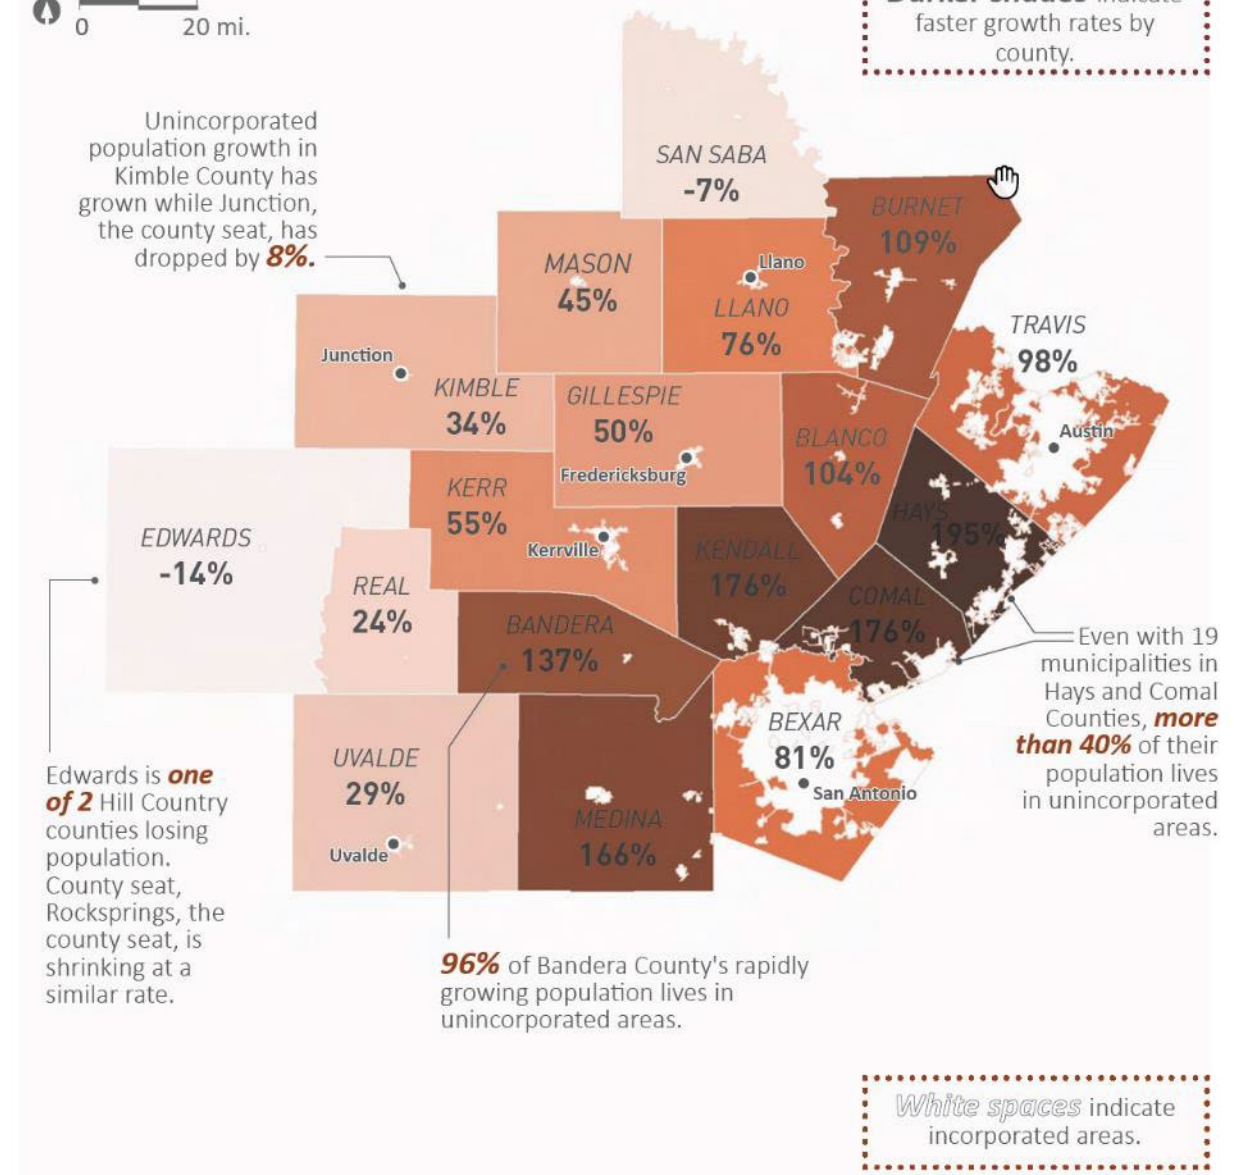 0 20 mi.
Darker shades indicate
faster growth rates by
county.
Unincorporated
population growth in
Kimble County has
grown while Junction,
the county seat, has
dropped by 8%.
SAN SABA
-7%
BURNET
109%
MASON
45%
Llano
LLANO
76%
TRAVIS
98%
Austin
Junction
KIMBLE
34%
GILLESPIE
50%
Fredericksburg
BLANCO
104%
HAYS
195%
EDWARDS
-14%
KERR
55%
Kerrville
KENDALL
176%
COMAL
176%
REAL
24%
BANDERA
137%
Even with 19
municipalities in
Hays and Comal
Counties, more
than 40% of their
population lives
in unincorporated
areas.
UVALDE
29%
Uvalde
MEDINA
166%
BEXAR
81%
San Antonio
Edwards is one
of 2 Hill Country
counties losing
population.
County seat,
Rocksprings, the
county seat, is
shrinking at a
similar rate.
96% of Bandera County's rapidly
growing population lives in
unincorporated areas.
White spaces indicate
incorporated areas.